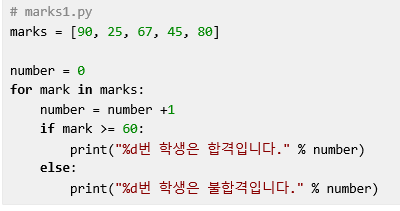 # marks1.py
marks = [90, 25, 67, 45, 80]
number = 0
for mark in marks:
    number = number +1
    if mark >= 60:
        print("%d번 학생은 합격입니다." % number)
    else:
        print("%d번 학생은 불합격입니다." % number)